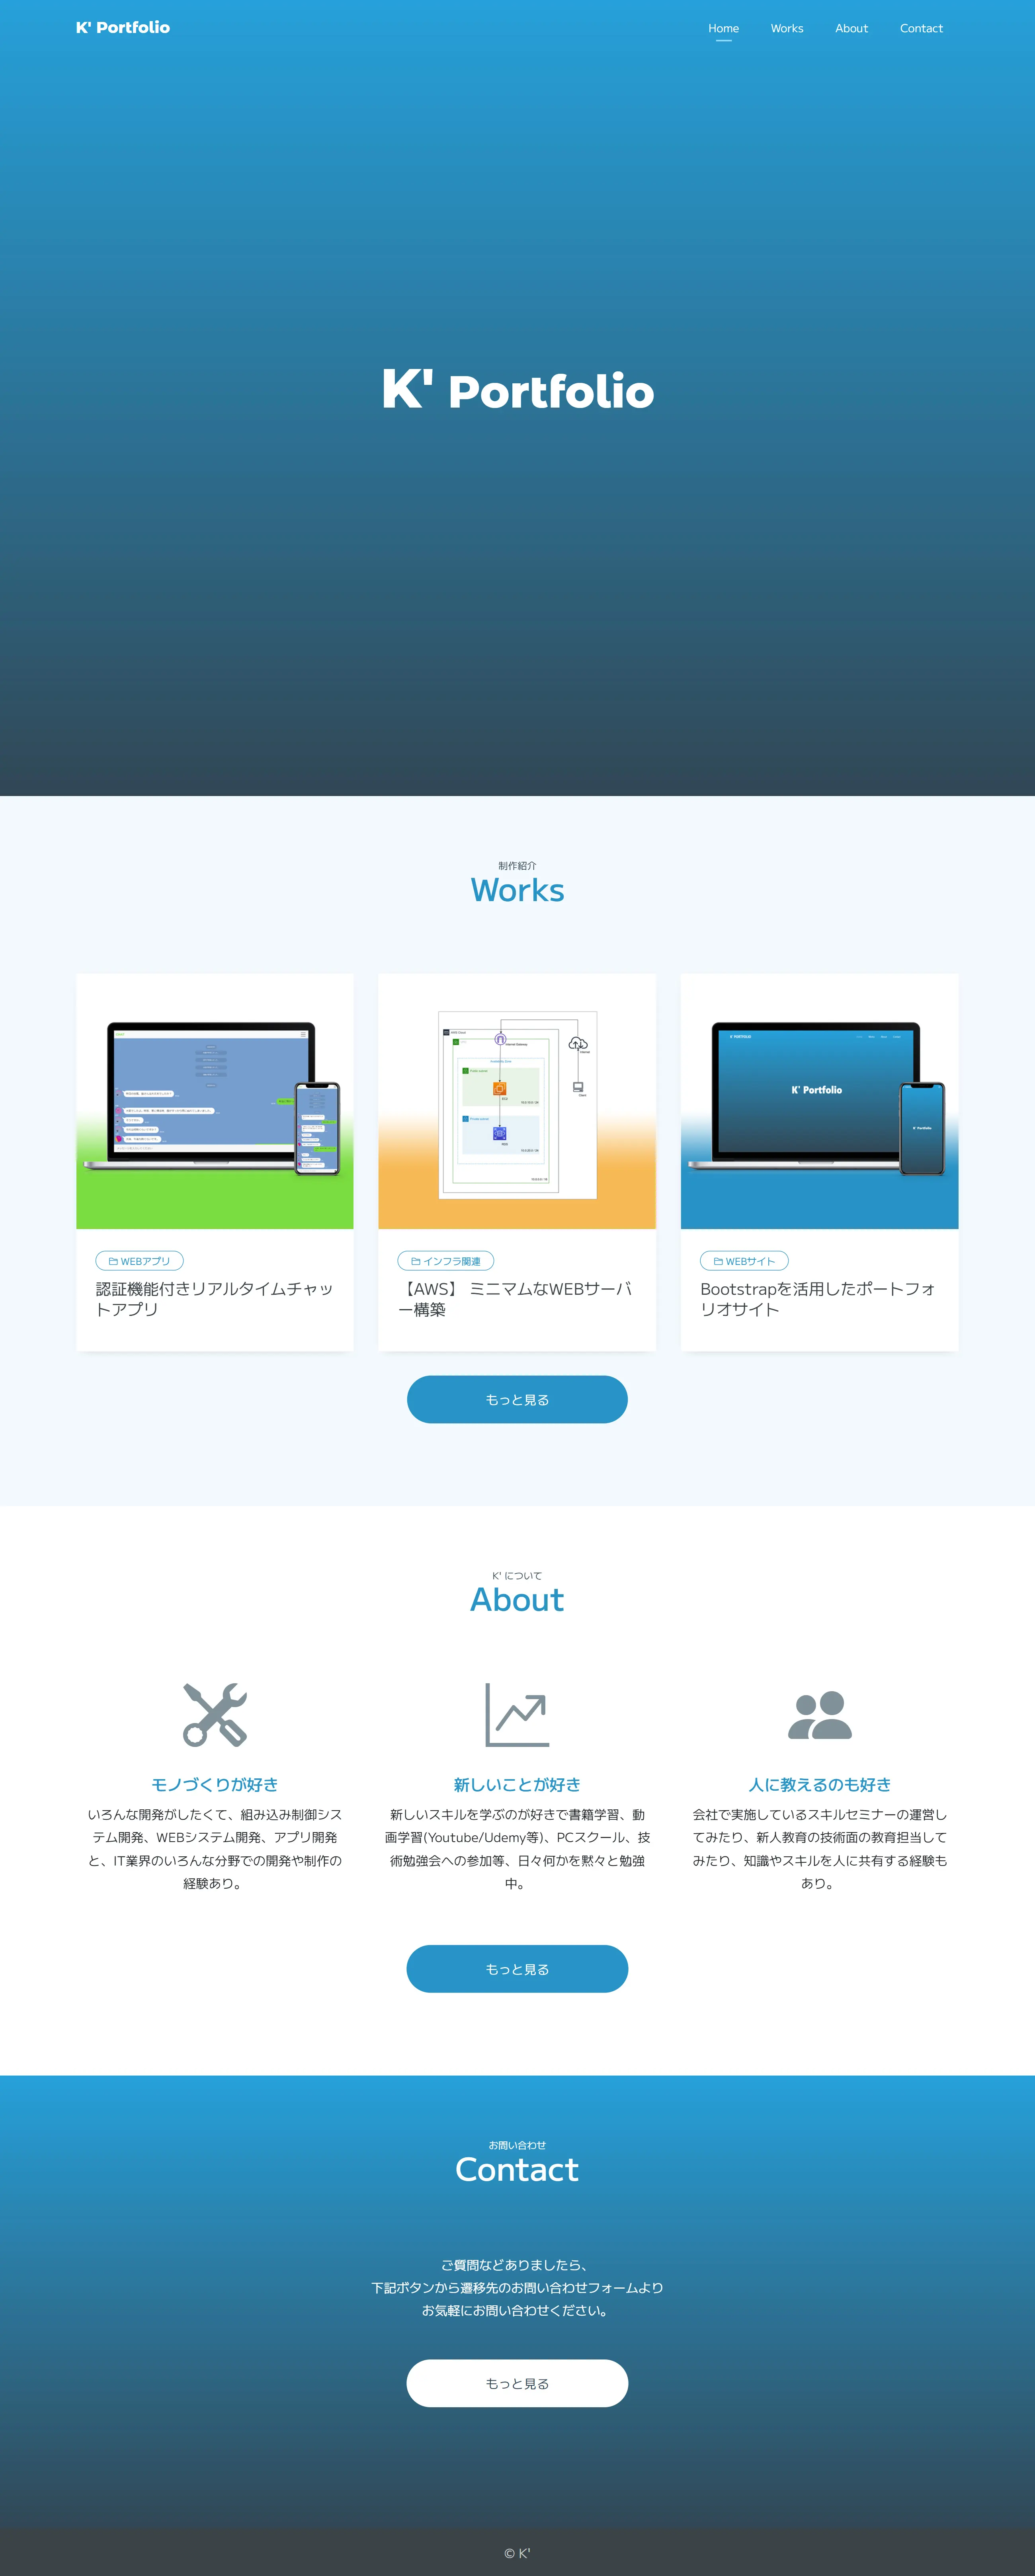 K' Portfolio
Home Works About Contact
K' Portfolio
制作紹介
Works
AWS Cloud
Internet Gateway
Public subnet
Private subnet
K' Portfolio
K' Portfolio
WEBアプリ
認証機能付きリアルタイムチャッ
トアプリ
インフラ関連
【AWS】 ミニマムなWEBサーバ
ー構築
WEBサイト
Bootstrapを活用したポートフォ
リオサイト
もっと見る
K' について
About
モノづくりが好き
いろんな開発がしたくて、組み込み制御シス
テム開発、WEBシステム開発、アプリ開発
と、IT業界のいろんな分野での開発や制作の
経験あり。
新しいことが好き
新しいスキルを学ぶのが好きで書籍学習、動
画学習(Youtube/Udemy等)、PCスクール、技
術勉強会への参加等、日々何かを黙々と勉強
中。
人に教えるのも好き
会社で実施しているスキルセミナーの運営し
てみたり、新人教育の技術面の教育担当して
みたり、知識やスキルを人に共有する経験も
あり。
もっと見る
お問い合わせ
Contact
ご質問などありましたら、
下記ボタンから遷移先のお問い合わせフォームより
お気軽にお問い合わせください。
もっと見る
© K'